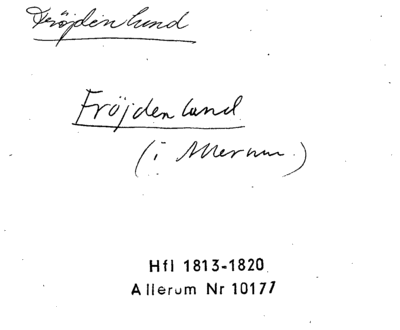 Fröjdenlund
Fröjdenlund
(i Allerum)
Hfl 1813-1820
Allerum Nr 10177